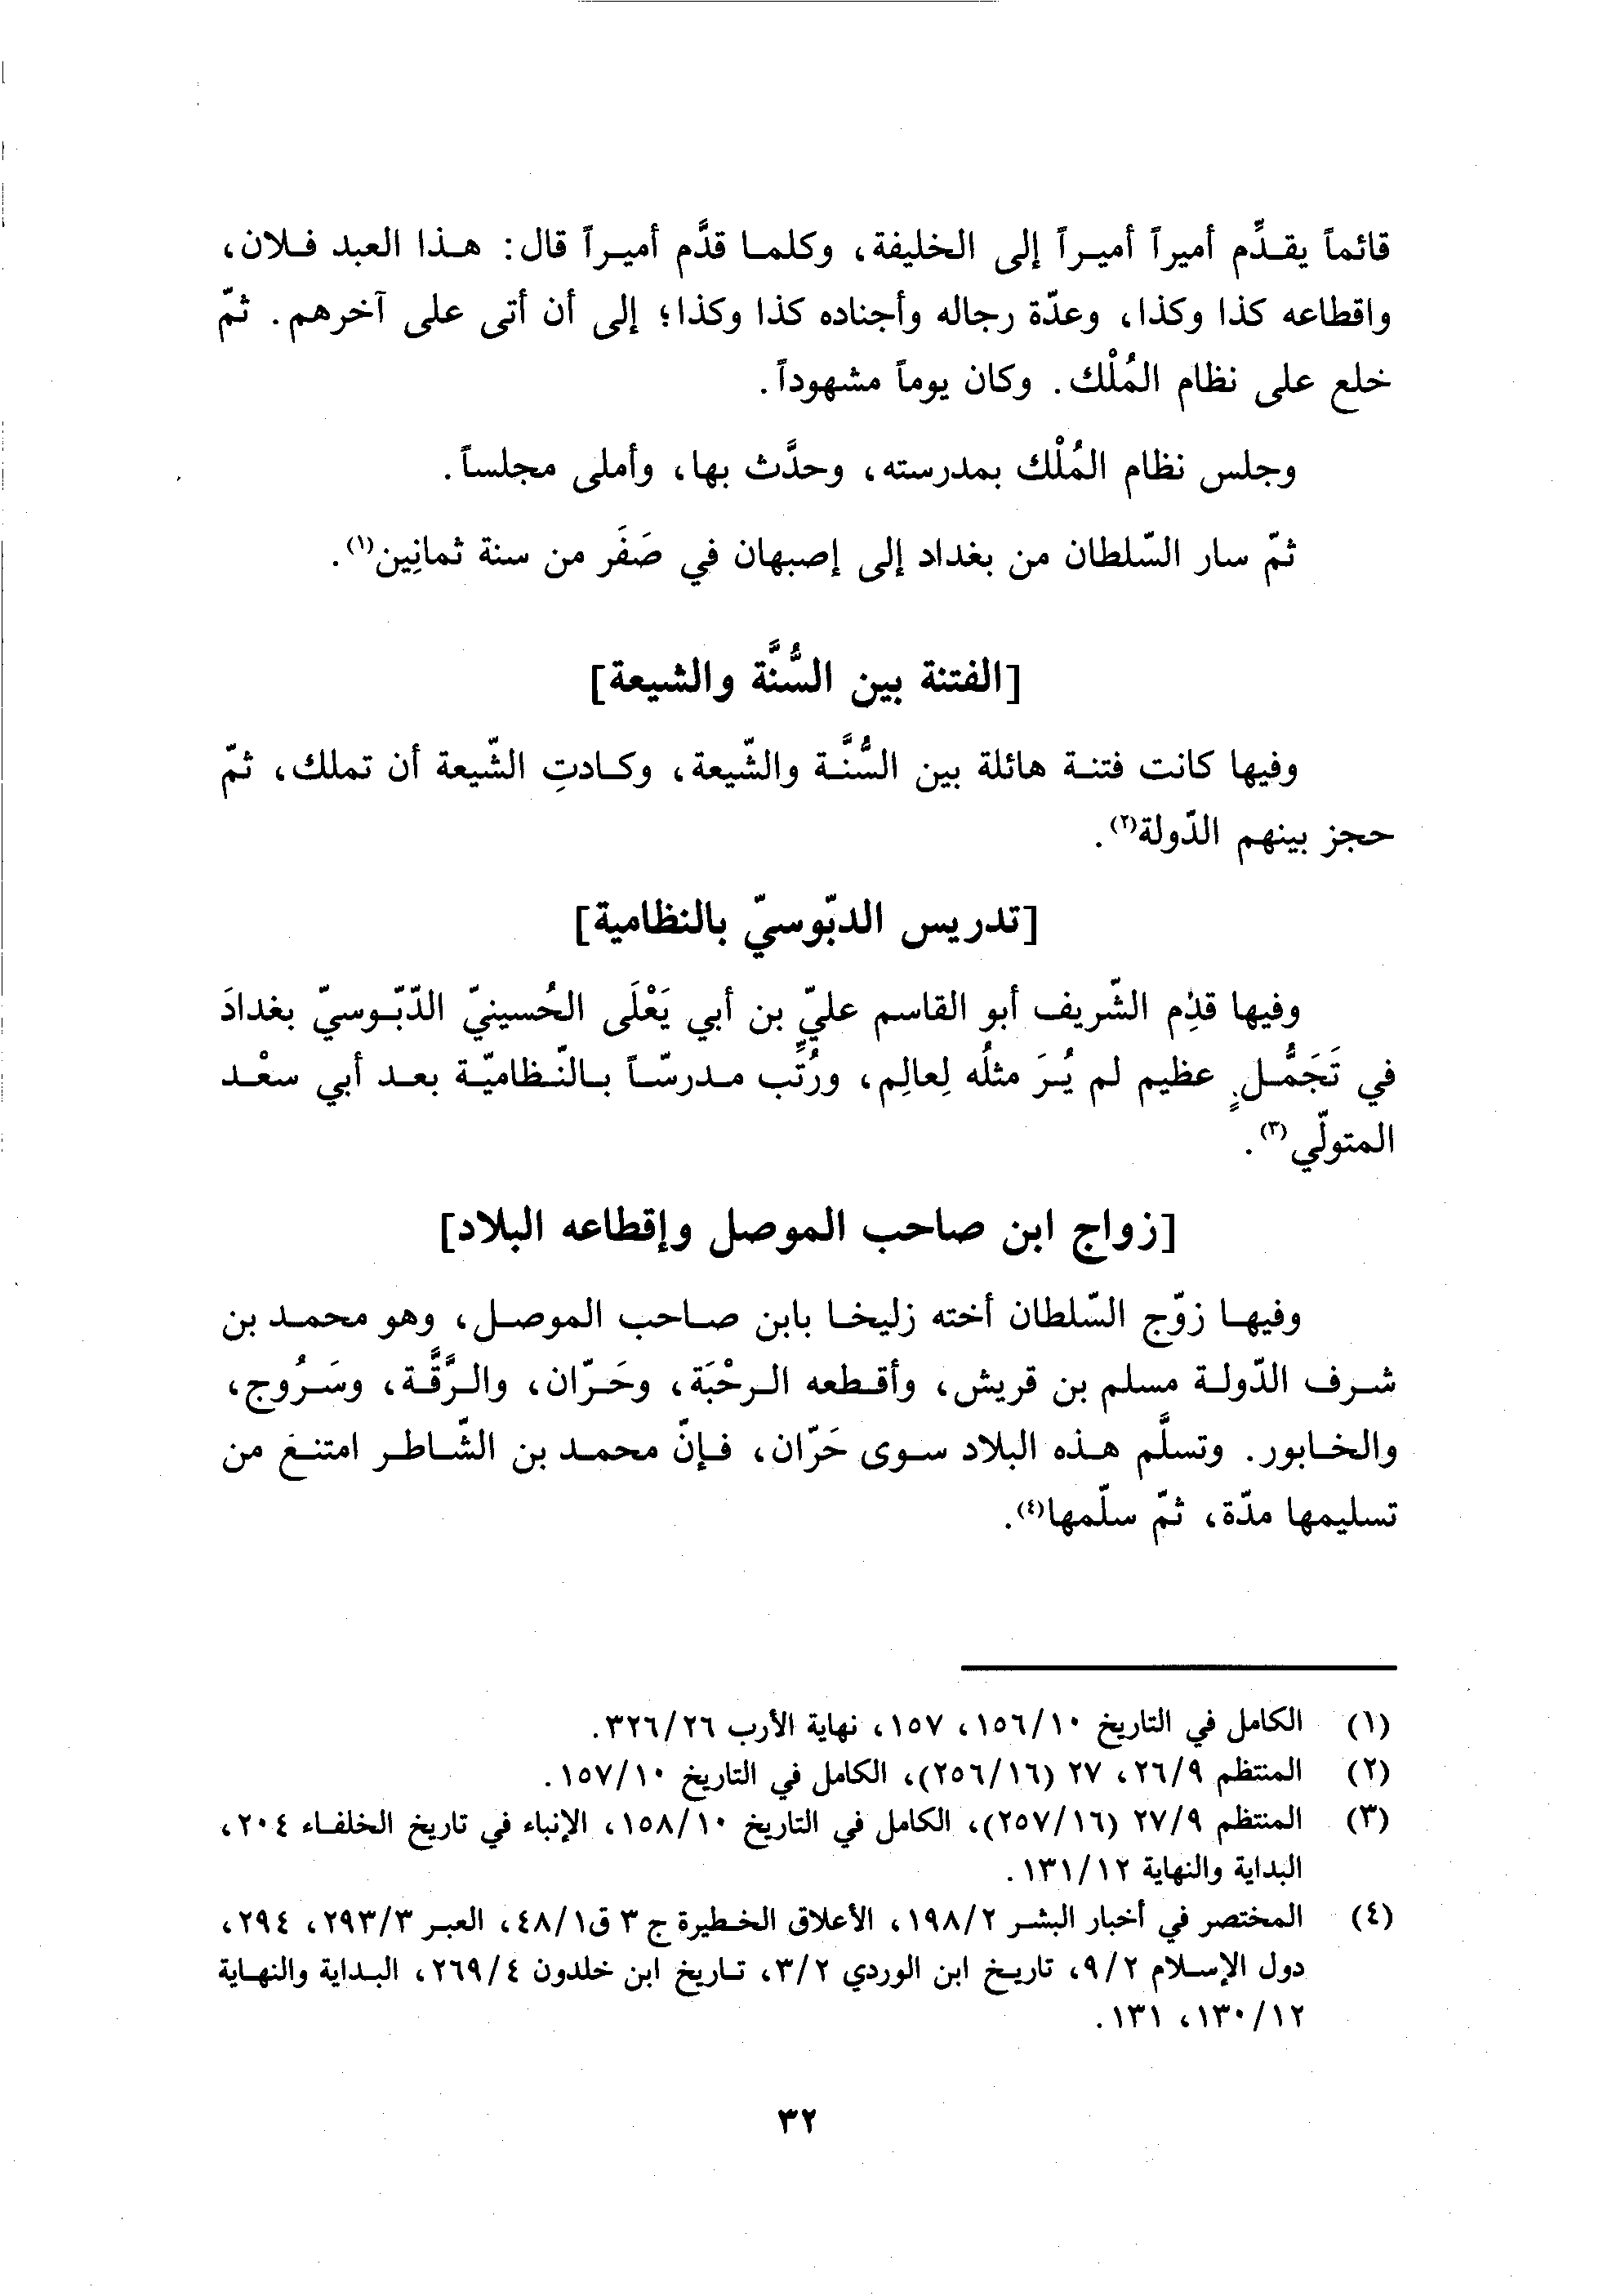 قائماً يقدِّم أميراً أميراً إلى الخليفة، وكلما قدَّم أميراً قال: هذا العبد فلان،
واقطاعه كذا وكذا، وعدّة رجاله وأجناده كذا وكذا؛ إلى أن أتى على آخرهم. ثمّ
خلع على نظام المُلْك. وكان يوماً مشهوداً.
وجلس نظام المُلْك بمدرسته، وحدَّث بها، وأملى مجلساً.
ثمّ سار السّلطان من بغداد إلى إصبهان في صَفَر من سنة ثمانِين(١).
[الفتنة بين السُّنَّة والشيعة]
وفيها كانت فتنة هائلة بين السُّنَّة والشّيعة، وكادتِ الشّيعة أن تملك، ثمّ
حجز بينهم الدّولة(٢).
[تدريس الدبّوسيّ بالنظامية]
وفيها قدِم الشّريف أبو القاسم عليّ بن أبي يَعْلَى الحُسينيّ الدّبّوسيّ بغدادَ
في تَجَمُّلٍ عظيم لم يُرَ مثلُه لِعالِم، ورُتِّب مدرسّاً بالنّظاميّة بعد أبي سعْد
المتولّي(٣).
[زواج ابن صاحب الموصل وإقطاعه البلاد]
وفيها زوّج السّلطان أخته زليخا بابن صاحب الموصل، وهو محمد بن
شرف الدّولة مسلم بن قريش، وأقطعه الرحْبَة، وحَرّان، والرَّقَّة، وسَرُوج،
والخابور. وتسلَّم هذه البلاد سوى حَرّان، فإنّ محمد بن الشّاطر امتنع من
تسليمها مدّة، ثمّ سلّمها(٤).
(١) الكامل في التاريخ ١٥٦/١٠، ١٥٧، نهاية الأرب ٣٢٦/٢٦.
(٢) المنتظم ٢٦/٩، ٢٧ (٢٥٦/١٦)، الكامل في التاريخ ١٥٧/١٠.
(٣) المنتظم ٢٧/٩ (٢٥٧/١٦)، الكامل في التاريخ ١٥٨/١٠، الإنباء في تاريخ الخلفاء ٢٠٤،
البداية والنهاية ١٣١/١٢.
(٤) المختصر في أخبار البشر ١٩٨/٢، الأعلاق الخطيرة ج ٣ ق٤٨/١، العبر ٢٩٣/٣، ٢٩٤،
دول الإسلام ٩/٢، تاريخ ابن الوردي ٣/٢، تاريخ ابن خلدون ٢٦٩/٤، البداية والنهاية
١٣٠/١٢، ١٣١.
٣٢